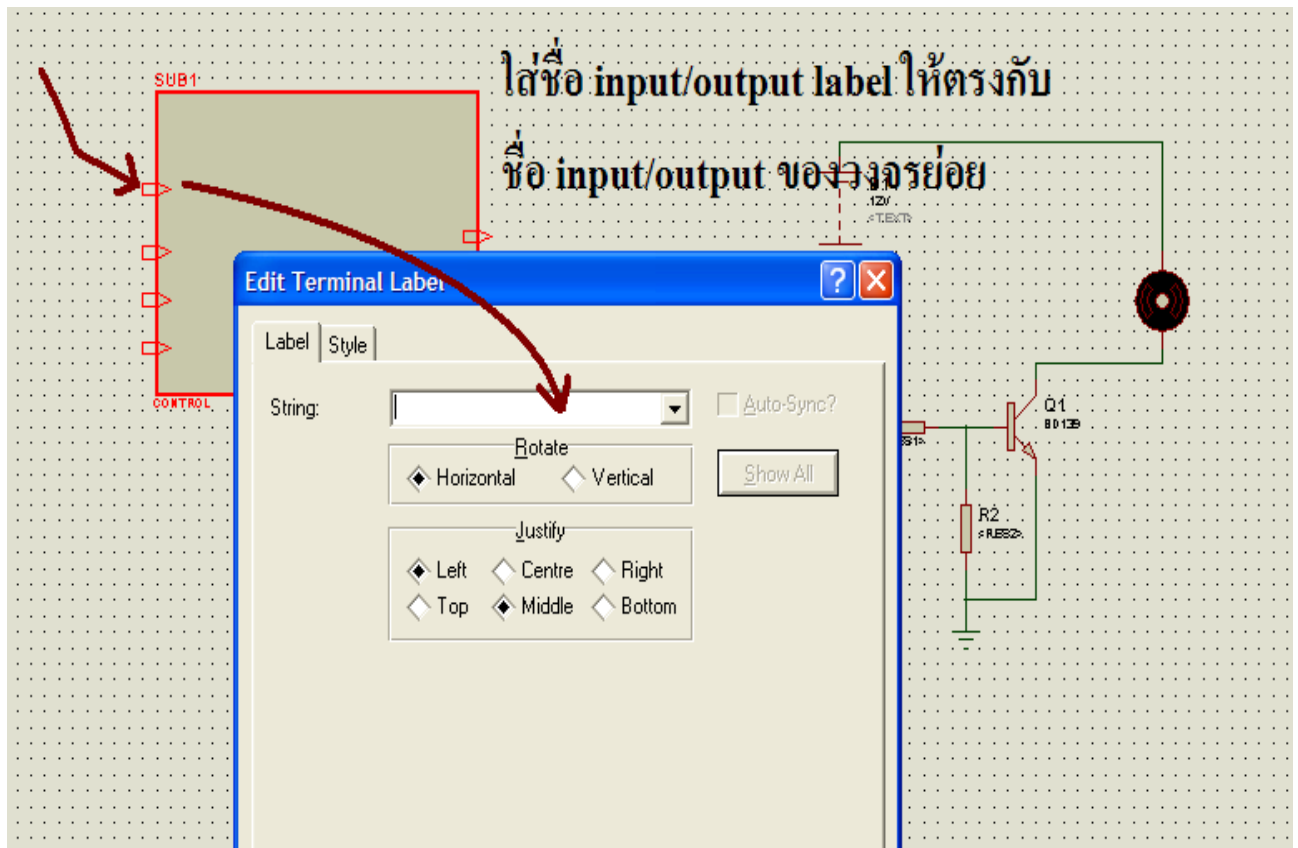 SUB1
ใส่ชื่อ input/output label ให้ตรงกับ
ชื่อ input/output ของวงจรย่อย
12V
<TEXT>
CONTROL
Edit Terminal Label
Label
Style
String:
Auto-Sync?
Rotate
Horizontal
Vertical
Show All
Justify
Left
Centre
Right
Top
Middle
Bottom
Q1
BD139
R2